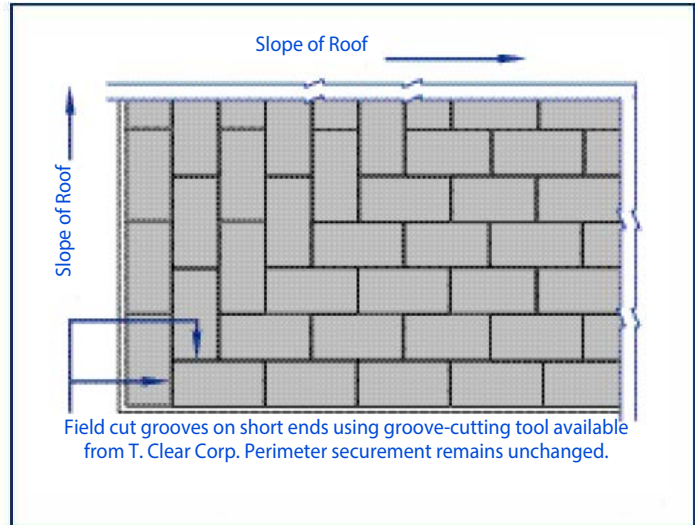 Slope of Roof
Slope of Roof
Field cut grooves on short ends using groove-cutting tool available
from T. Clear Corp. Perimeter securement remains unchanged.